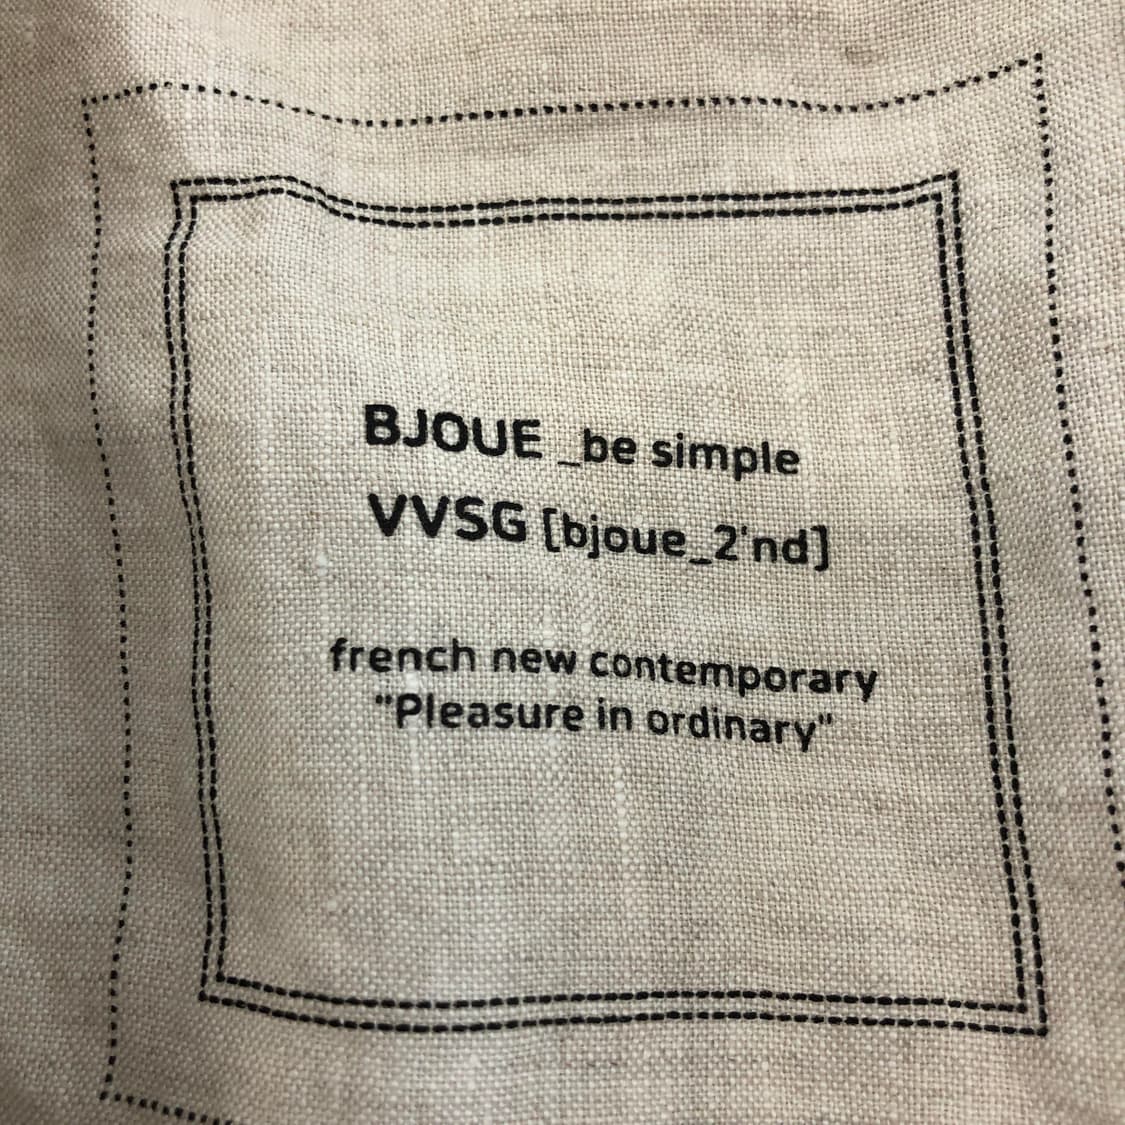 BJOUE _be simple
VVSG [bjoue_2'nd]
french new contemporary
"Pleasure in ordinary"